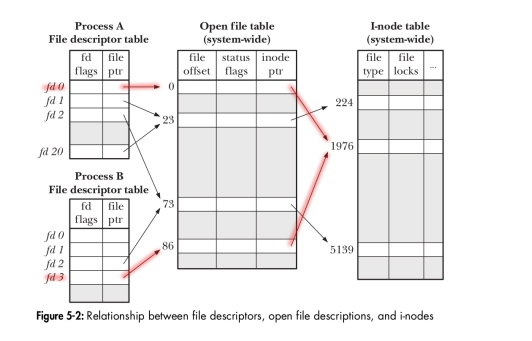 Process A
File descriptor table
fd
flags
file
ptr
fd 0
fd 1
fd 2
fd 20
Process B
File descriptor table
fd
flags
file
ptr
fd 0
fd 1
fd 2
fd 3
Open file table
(system-wide)
file
offset
status
flags
inode
ptr
0
23
73
86
I-node table
(system-wide)
file
type
file
locks
...
224
1976
5139
Figure 5-2: Relationship between file descriptors, open file descriptions, and i-nodes